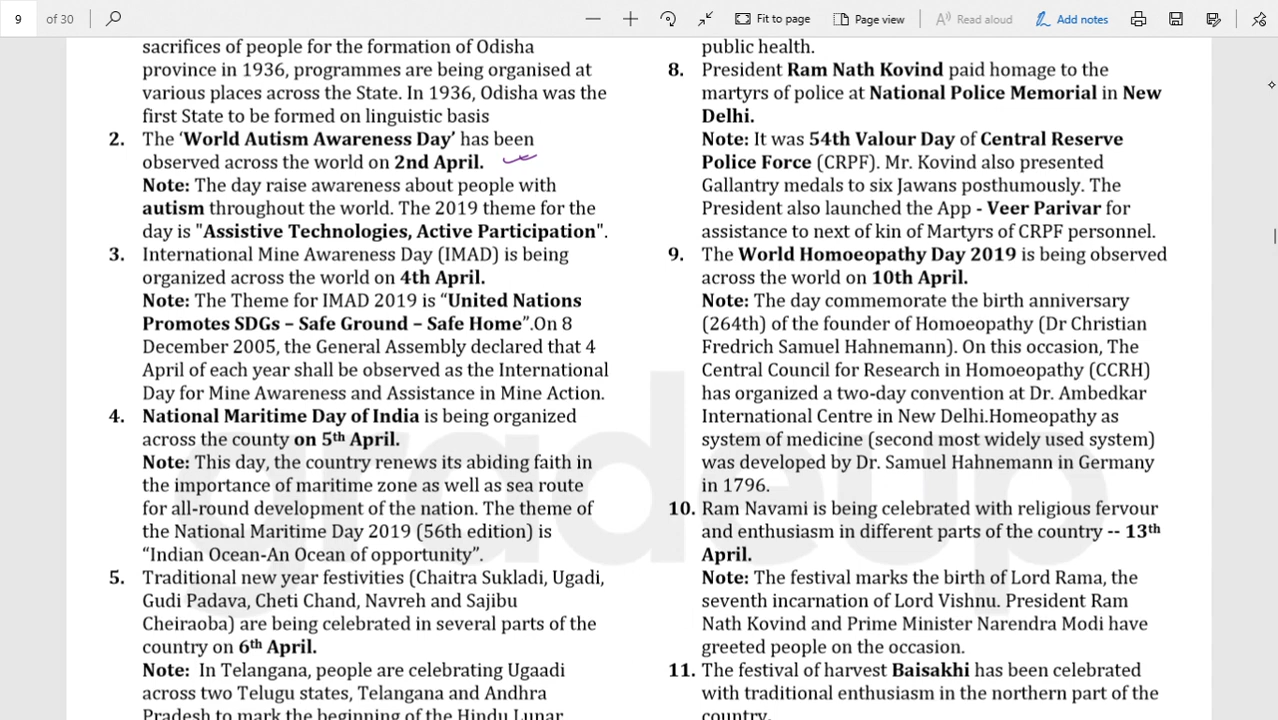 9 of 30 Fit to page Page view Read aloud Add notes
sacrifices of people for the formation of Odisha
province in 1936, programmes are being organised at
various places across the State. In 1936, Odisha was the
first State to be formed on linguistic basis
2. The ‘World Autism Awareness Day’ has been
observed across the world on 2nd April.
Note: The day raise awareness about people with
autism throughout the world. The 2019 theme for the
day is "Assistive Technologies, Active Participation".
3. International Mine Awareness Day (IMAD) is being
organized across the world on 4th April.
Note: The Theme for IMAD 2019 is “United Nations
Promotes SDGs – Safe Ground – Safe Home”.On 8
December 2005, the General Assembly declared that 4
April of each year shall be observed as the International
Day for Mine Awareness and Assistance in Mine Action.
4. National Maritime Day of India is being organized
across the county on 5th April.
Note: This day, the country renews its abiding faith in
the importance of maritime zone as well as sea route
for all-round development of the nation. The theme of
the National Maritime Day 2019 (56th edition) is
“Indian Ocean-An Ocean of opportunity”.
5. Traditional new year festivities (Chaitra Sukladi, Ugadi,
Gudi Padava, Cheti Chand, Navreh and Sajibu
Cheiraoba) are being celebrated in several parts of the
country on 6th April.
Note: In Telangana, people are celebrating Ugaadi
across two Telugu states, Telangana and Andhra
Pradesh to mark the beginning of the Hindu Lunar
public health.
8. President Ram Nath Kovind paid homage to the
martyrs of police at National Police Memorial in New
Delhi.
Note: It was 54th Valour Day of Central Reserve
Police Force (CRPF). Mr. Kovind also presented
Gallantry medals to six Jawans posthumously. The
President also launched the App - Veer Parivar for
assistance to next of kin of Martyrs of CRPF personnel.
9. The World Homoeopathy Day 2019 is being observed
across the world on 10th April.
Note: The day commemorate the birth anniversary
(264th) of the founder of Homoeopathy (Dr Christian
Fredrich Samuel Hahnemann). On this occasion, The
Central Council for Research in Homoeopathy (CCRH)
has organized a two-day convention at Dr. Ambedkar
International Centre in New Delhi.Homeopathy as
system of medicine (second most widely used system)
was developed by Dr. Samuel Hahnemann in Germany
in 1796.
10. Ram Navami is being celebrated with religious fervour
and enthusiasm in different parts of the country -- 13th
April.
Note: The festival marks the birth of Lord Rama, the
seventh incarnation of Lord Vishnu. President Ram
Nath Kovind and Prime Minister Narendra Modi have
greeted people on the occasion.
11. The festival of harvest Baisakhi has been celebrated
with traditional enthusiasm in the northern part of the
country.
gradeup